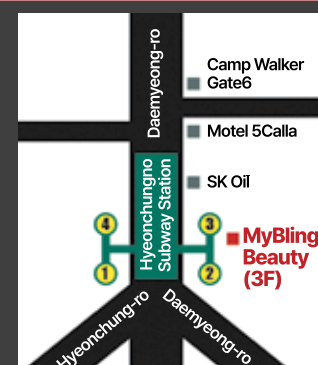 Daemyeong-ro
Camp Walker
Gate6
Motel 5Calla
Hyeonchungno
Subway Station
SK Oil
4
3
1
2
MyBling
Beauty
(3F)
Hyeonchung-ro
Daemyeong-ro